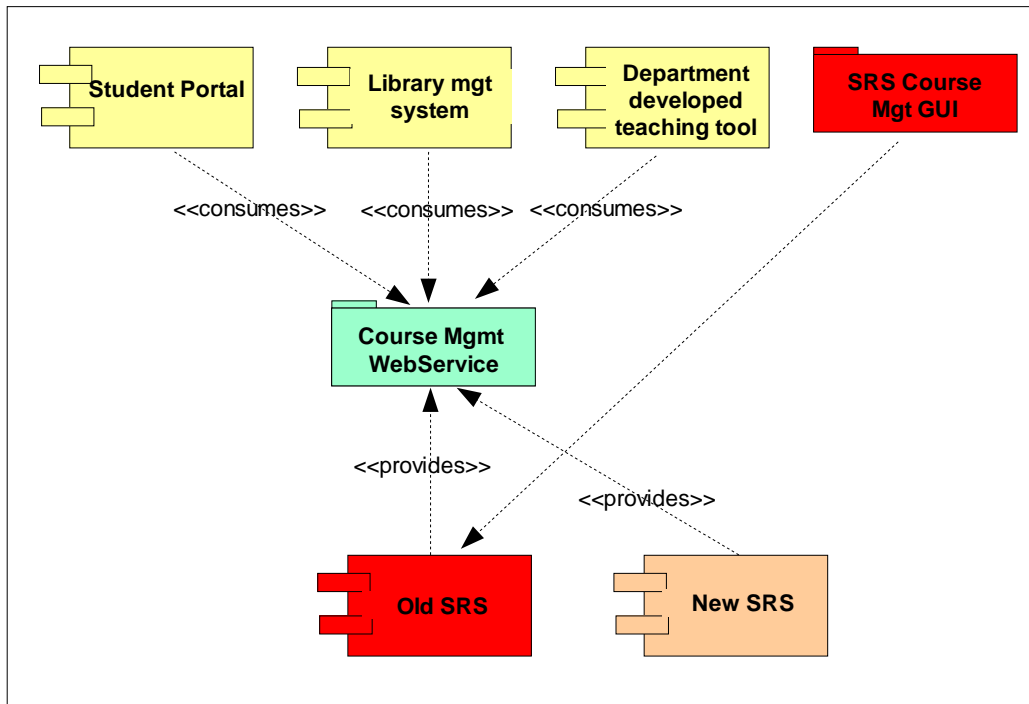 Student Portal
Library mgt
system
Department
developed
teaching tool
SRS Course
Mgt GUI
<<consumes>>
<<consumes>>
<<consumes>>
Course Mgmt
WebService
<<provides>>
<<provides>>
Old SRS
New SRS